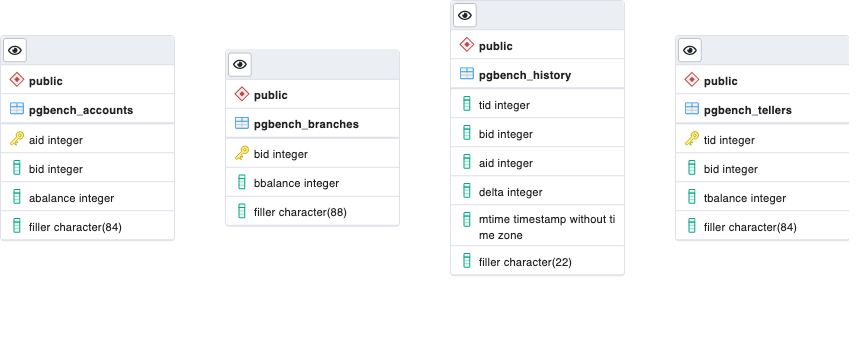 public
pgbench_accounts
aid integer
bid integer
abalance integer
filler character(84)
public
pgbench_branches
bid integer
bbalance integer
filler character(88)
public
pgbench_history
tid integer
bid integer
aid integer
delta integer
mtime timestamp without ti
me zone
filler character(22)
public
pgbench_tellers
tid integer
bid integer
tbalance integer
filler character(84)